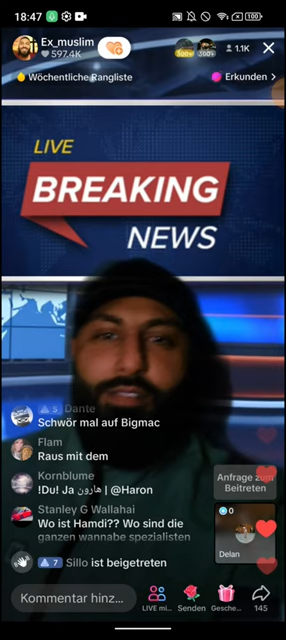 18:47
100
Ex_muslim
597.4K
1.1K
Wöchentliche Rangliste
Erkunden
LIVE
BREAKING
NEWS
5 Dante
Schwör mal auf Bigmac
Flam
Raus mit dem
Kornblume
!Du! Ja هارون | @Haron
Anfrage zum
Beitreten
Stanley G Wallahai
Wo ist Hamdi?? Wo sind die
ganzen wannabe spezialisten
0
Delan
7 Sillo ist beigetreten
Kommentar hinz...
LIVE mi...
Senden
Gesche...
145